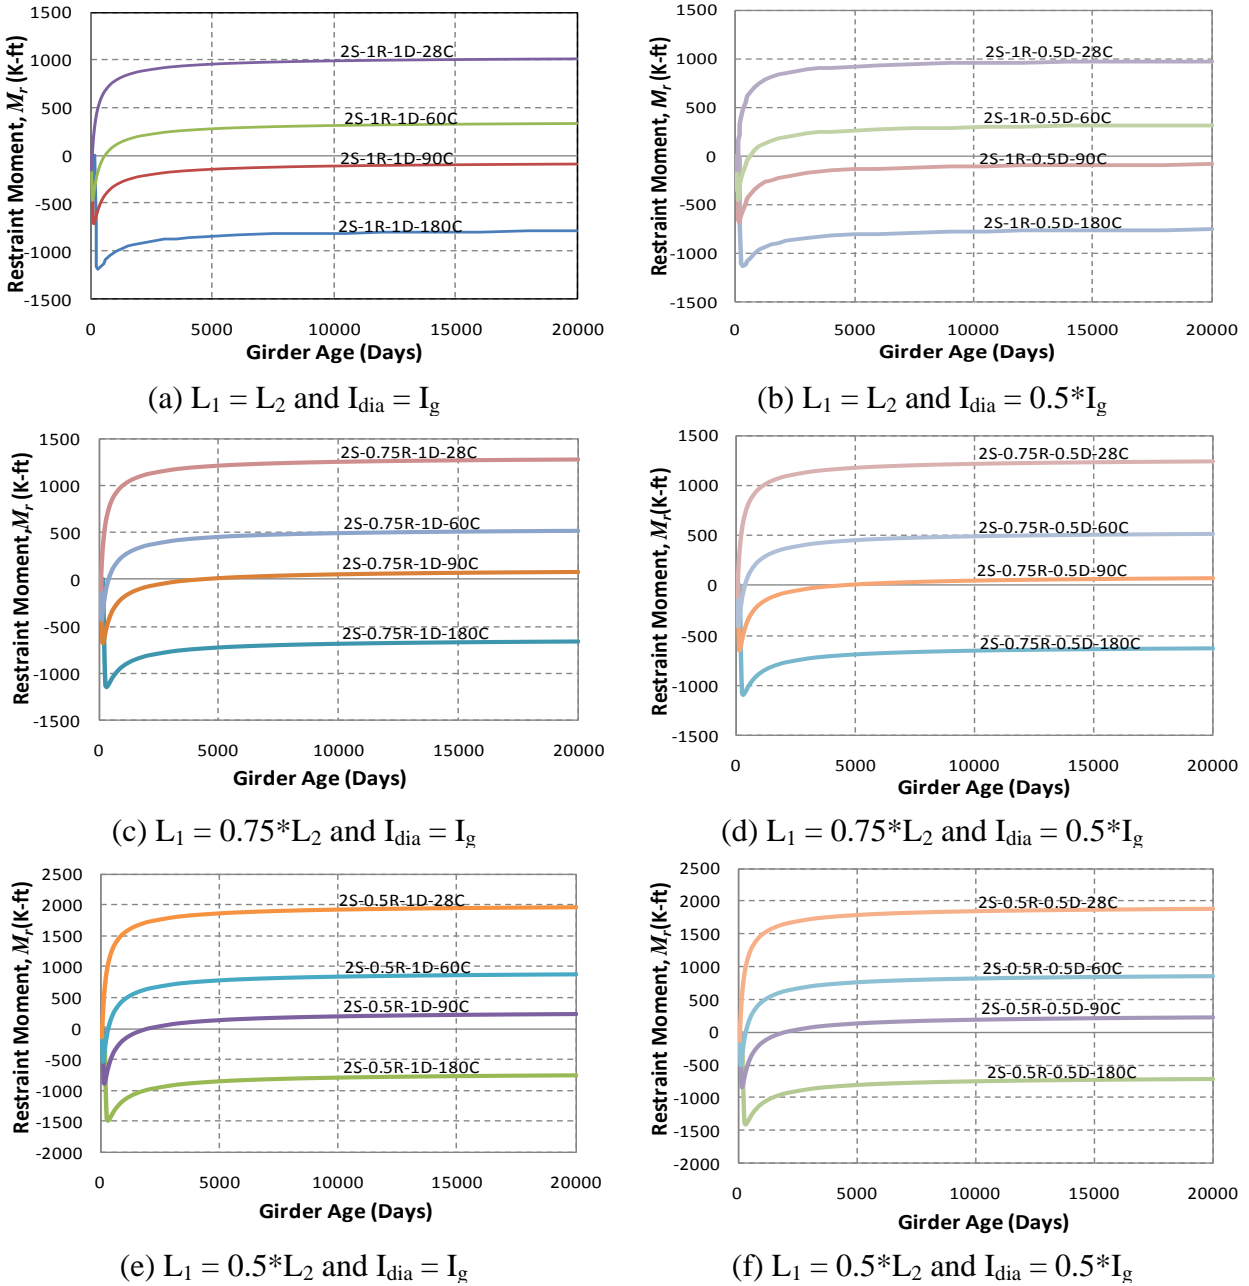 1500
1000
500
0
-500
-1000
-1500
Restraint Moment, Mr (K-ft)
2S-1R-1D-28C
2S-1R-1D-60C
2S-1R-1D-90C
2S-1R-1D-180C
0 5000 10000 15000 20000
Girder Age (Days)
(a) L1 = L2 and Idia = Ig
1500
1000
500
0
-500
-1000
-1500
Restraint Moment, Mr (K-ft)
2S-1R-0.5D-28C
2S-1R-0.5D-60C
2S-1R-0.5D-90C
2S-1R-0.5D-180C
0 5000 10000 15000 20000
Girder Age (Days)
(b) L1 = L2 and Idia = 0.5*Ig
1500
1000
500
0
-500
-1000
-1500
Restraint Moment, Mr (K-ft)
2S-0.75R-1D-28C
2S-0.75R-1D-60C
2S-0.75R-1D-90C
2S-0.75R-1D-180C
0 5000 10000 15000 20000
Girder Age (Days)
(c) L1 = 0.75*L2 and Idia = Ig
1500
1000
500
0
-500
-1000
-1500
Restraint Moment, Mr(K-ft)
2S-0.75R-0.5D-28C
2S-0.75R-0.5D-60C
2S-0.75R-0.5D-90C
2S-0.75R-0.5D-180C
0 5000 10000 15000 20000
Girder Age (Days)
(d) L1 = 0.75*L2 and Idia = 0.5*Ig
2500
2000
1500
1000
500
0
-500
-1000
-1500
-2000
Restraint Moment, Mr(K-ft)
2S-0.5R-1D-28C
2S-0.5R-1D-60C
2S-0.5R-1D-90C
2S-0.5R-1D-180C
0 5000 10000 15000 20000
Girder Age (Days)
(e) L1 = 0.5*L2 and Idia = Ig
2500
2000
1500
1000
500
0
-500
-1000
-1500
-2000
Restraint Moment, Mr (K-ft)
2S-0.5R-0.5D-28C
2S-0.5R-0.5D-60C
2S-0.5R-0.5D-90C
2S-0.5R-0.5D-180C
0 5000 10000 15000 20000
Girder Age (Days)
(f) L1 = 0.5*L2 and Idia = 0.5*Ig